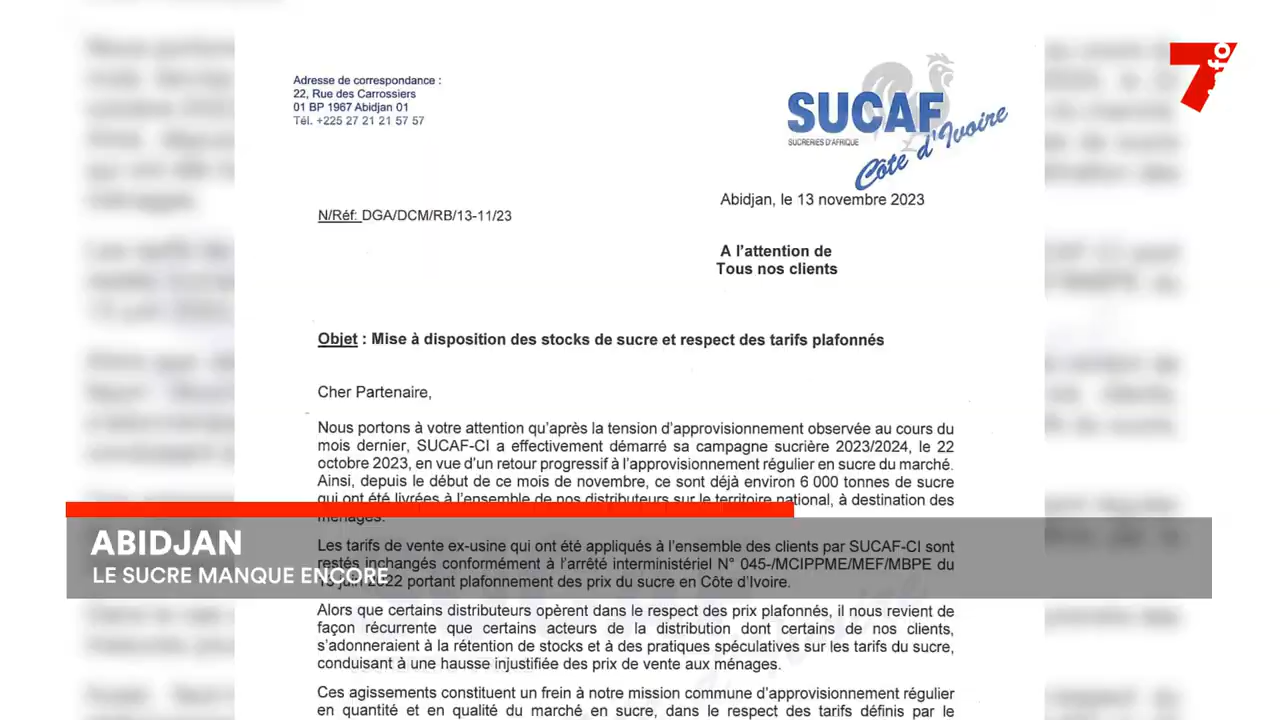 Adresse de correspondance :
22, Rue des Carrossiers
01 BP 1967 Abidjan 01
Tél. +225 27 21 21 57 57
SUCAF
SUCRERIES D'AFRIQUE
Côte d'Ivoire
7
Abidjan, le 13 novembre 2023
N/Réf: DGA/DCM/RB/13-11/23
A l'attention de
Tous nos clients
Objet : Mise à disposition des stocks de sucre et respect des tarifs plafonnés
Cher Partenaire,
Nous portons à votre attention qu'après la tension d'approvisionnement observée au cours du
mois dernier, SUCAF-CI a effectivement démarré sa campagne sucrière 2023/2024, le 22
octobre 2023, en vue d'un retour progressif à l'approvisionnement régulier en sucre du marché.
Ainsi, depuis le début de ce mois de novembre, ce sont déjà environ 6 000 tonnes de sucre
qui ont été livrées à l'ensemble de nos distributeurs sur le territoire national, à destination des
ménages.
ABIDJAN
LE SUCRE MANQUE ENCORE
Les tarifs de vente ex-usine qui ont été appliqués à l'ensemble des clients par SUCAF-CI sont
restés inchangés conformément à l'arrêté interministériel N° 045-/MCIPPME/MEF/MBPE du
juin 2022 portant plafonnement des prix du sucre en Côte d'Ivoire.
Alors que certains distributeurs opèrent dans le respect des prix plafonnés, il nous revient de
façon récurrente que certains acteurs de la distribution dont certains de nos clients,
s'adonneraient à la rétention de stocks et à des pratiques spéculatives sur les tarifs du sucre,
conduisant à une hausse injustifiée des prix de vente aux ménages.
Ces agissements constituent un frein à notre mission commune d'approvisionnement régulier
en quantité et en qualité du marché en sucre, dans le respect des tarifs définis par le